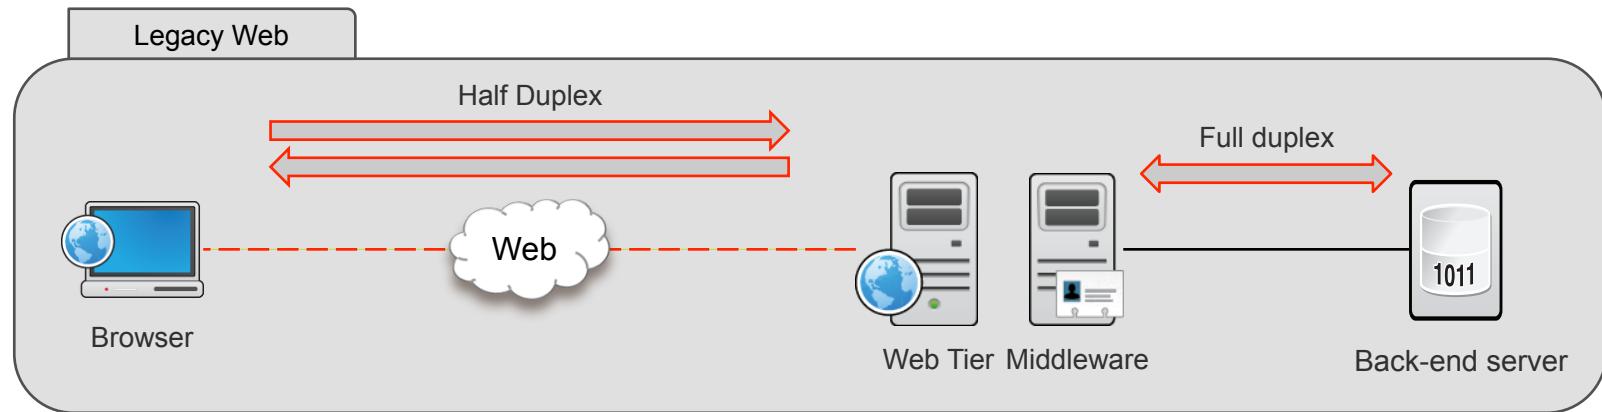 Legacy Web
Half Duplex
Full duplex
Web
1011
Browser
Web Tier
Middleware
Back-end server